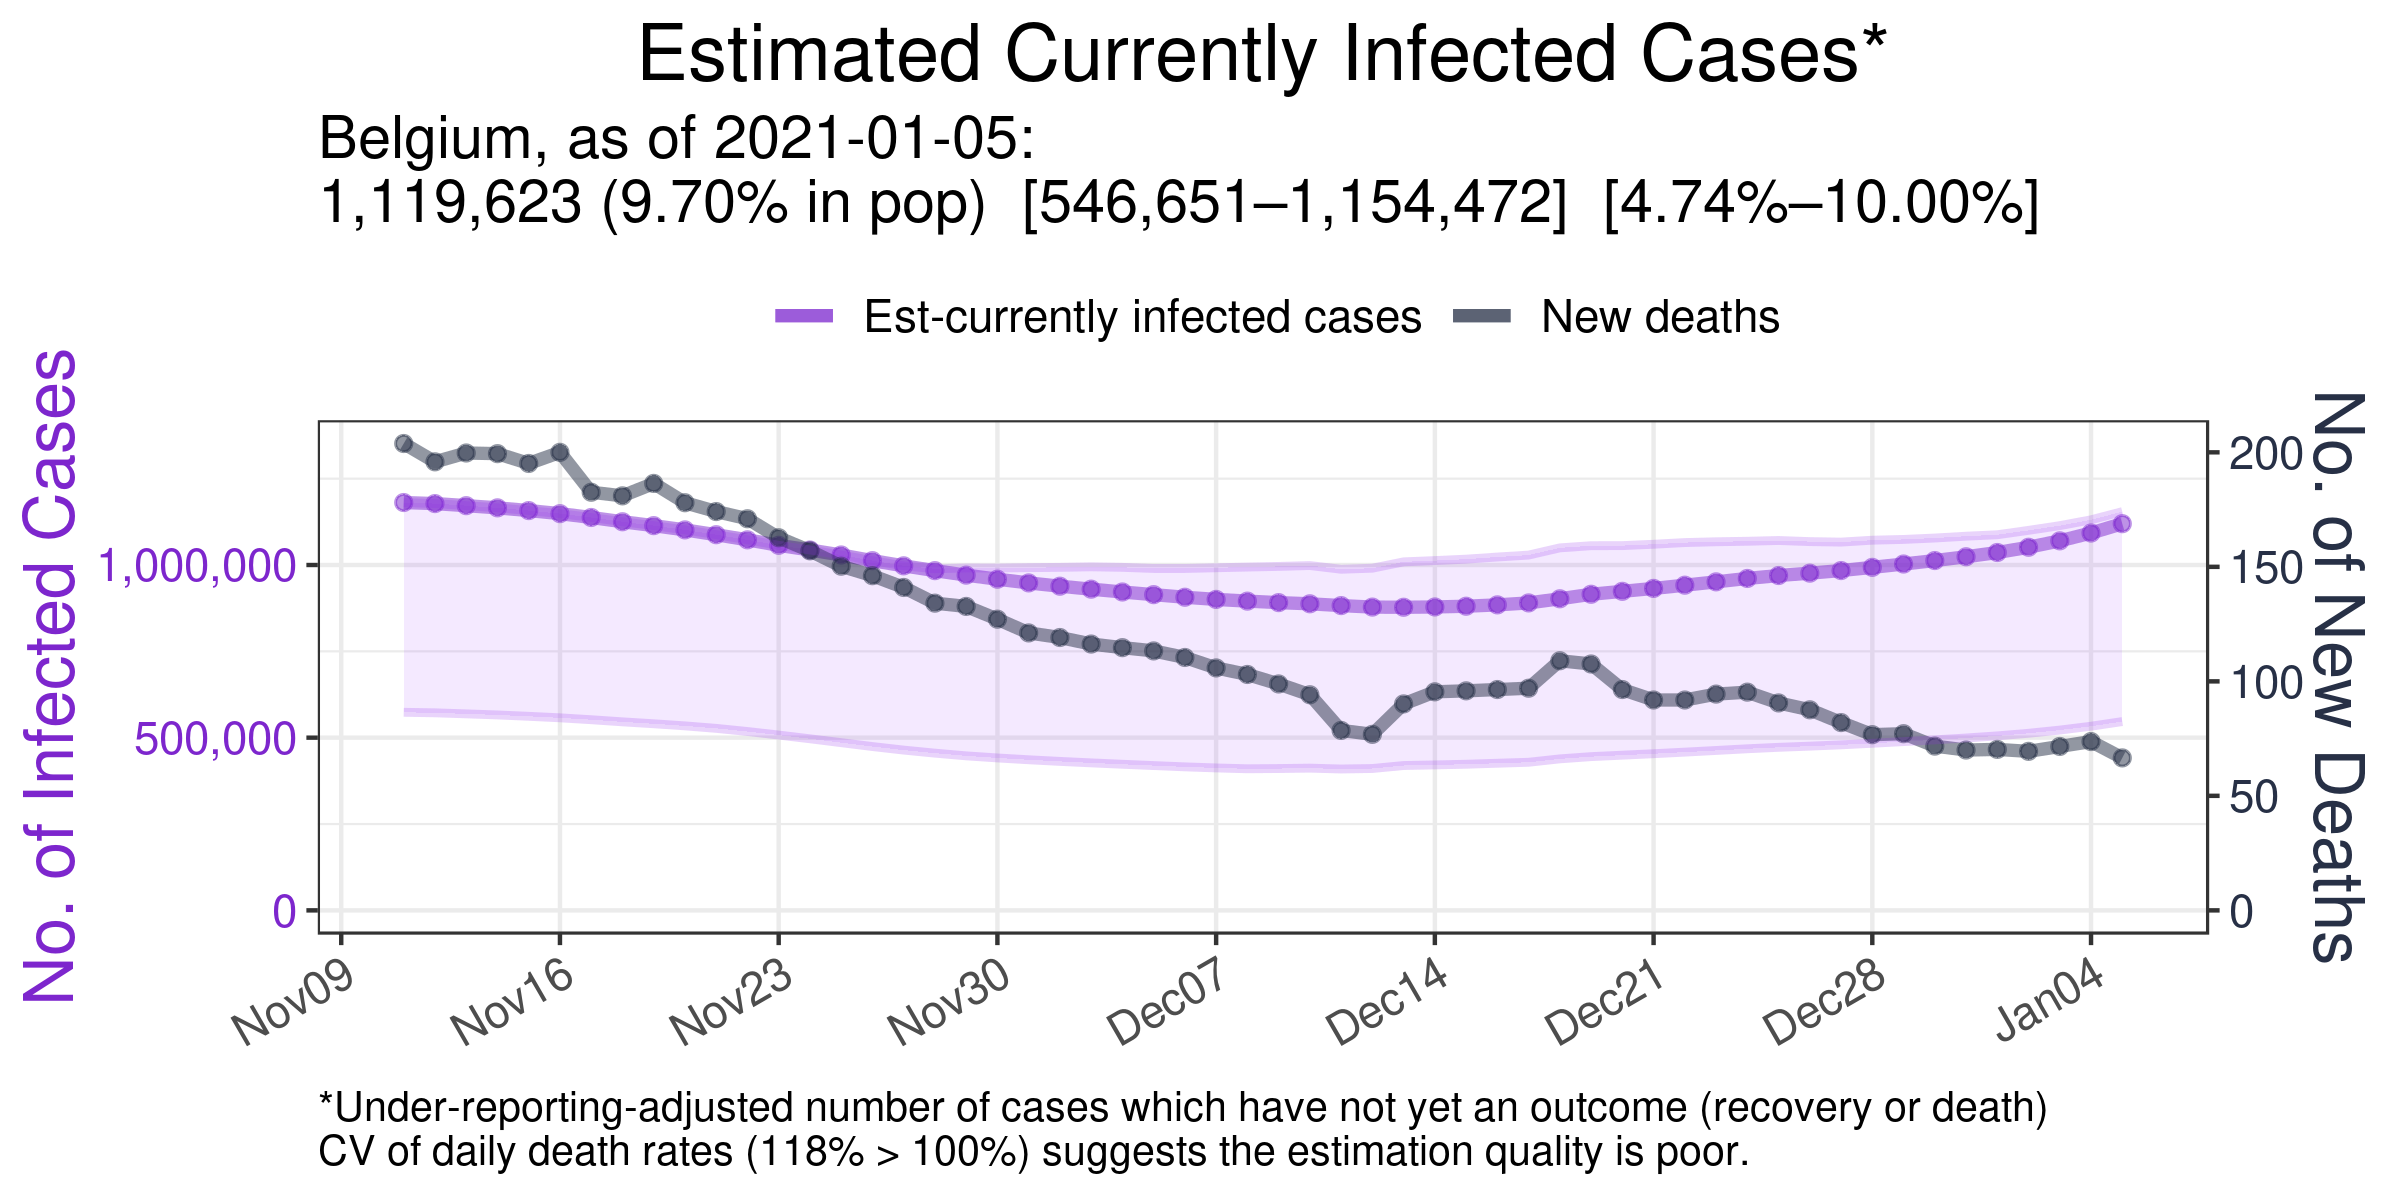 Estimated Currently Infected Cases*
Belgium, as of 2021-01-05:
1,119,623 (9.70% in pop) [546,651–1,154,472] [4.74%–10.00%]
Est-currently infected cases
New deaths
No. of Infected Cases
1,000,000
500,000
0
No. of New Deaths
200
150
100
50
0
Nov09
Nov16
Nov23
Nov30
Dec07
Dec14
Dec21
Dec28
Jan04
*Under-reporting-adjusted number of cases which have not yet an outcome (recovery or death)
CV of daily death rates (118% > 100%) suggests the estimation quality is poor.